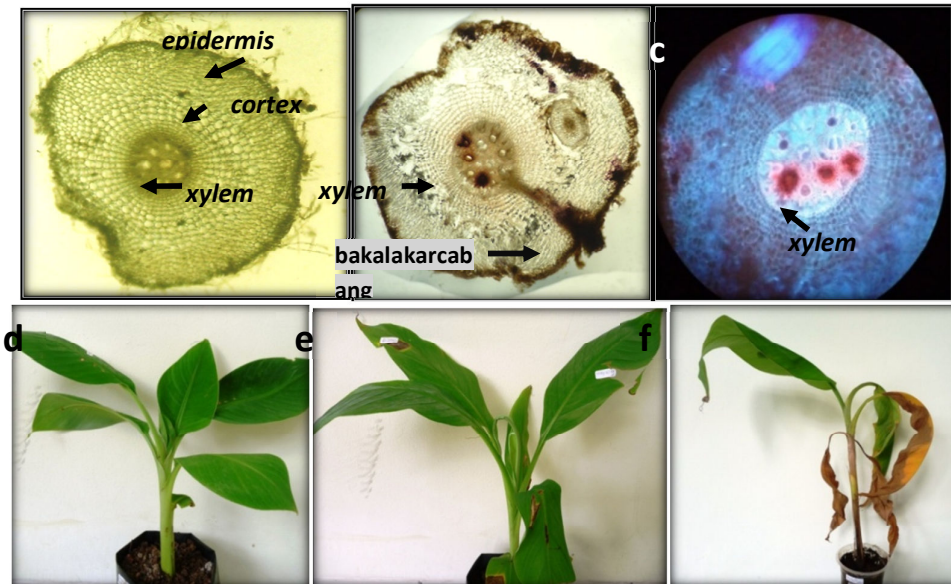 epidermis
cortex
xylem
xylem
bakalakarcab
ang
c
xylem
d
e
f